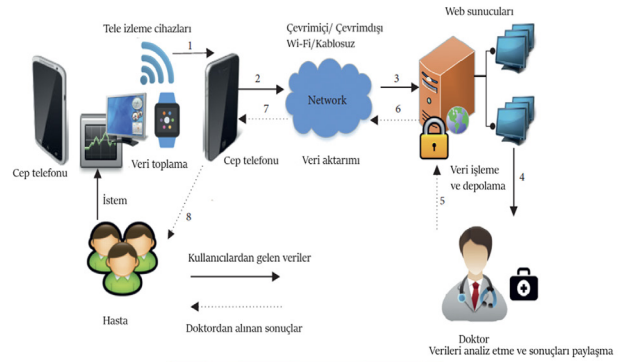 Tele izleme cihazları
1
Cep telefonu
Veri toplama
Cep telefonu
2
7
Çevrimiçi/ Çevrimdışı
Wi-Fi/Kablosuz
Network
Veri aktarımı
3
6
Web sunucuları
Veri işleme
ve depolama
4
5
İstem
8
Hasta
Kullanıcılardan gelen veriler
Doktordan alınan sonuçlar
Doktor
Verileri analiz etme ve sonuçları paylaşma